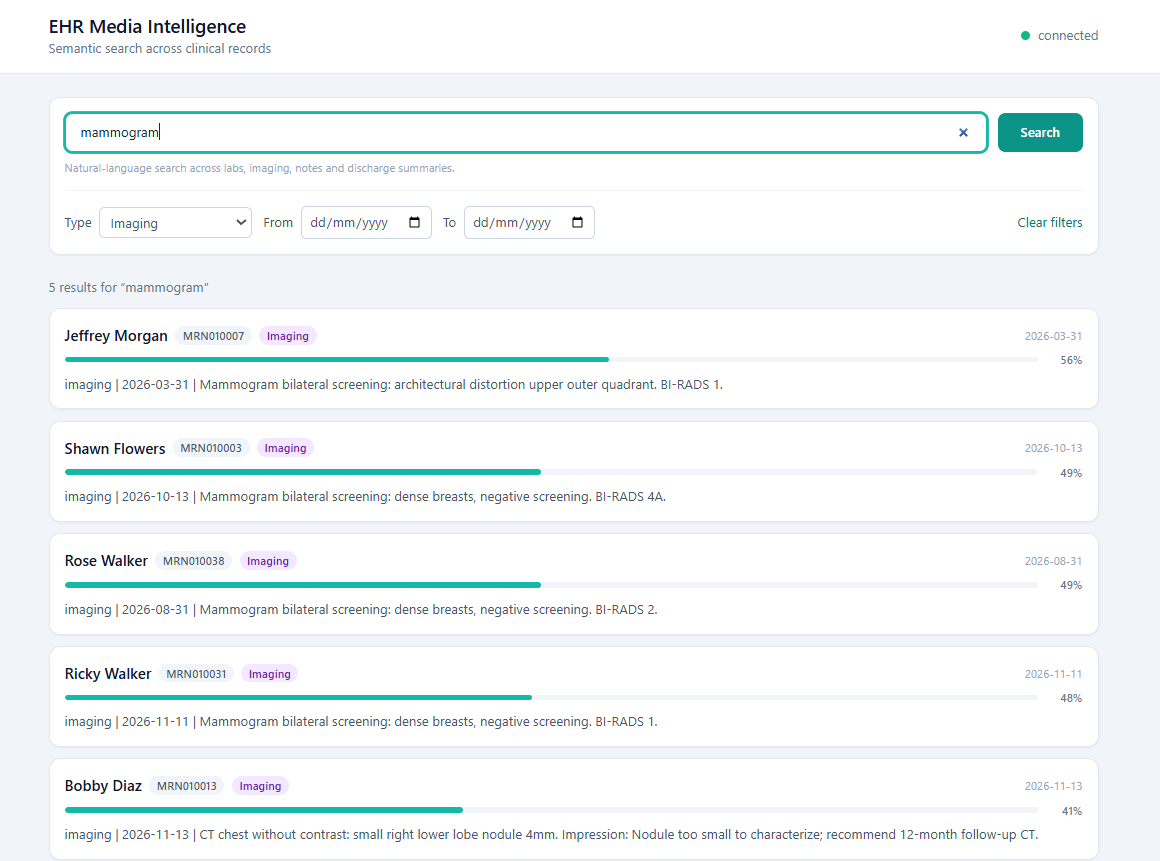 EHR Media Intelligence
Semantic search across clinical records
connected
mammogram
×
Search
Natural-language search across labs, imaging, notes and discharge summaries.
Type Imaging From dd/mm/yyyy To dd/mm/yyyy Clear filters
5 results for “mammogram”
Jeffrey Morgan MRN010007 Imaging 2026-03-31
56%
imaging | 2026-03-31 | Mammogram bilateral screening: architectural distortion upper outer quadrant. BI-RADS 1.
Shawn Flowers MRN010003 Imaging 2026-10-13
49%
imaging | 2026-10-13 | Mammogram bilateral screening: dense breasts, negative screening. BI-RADS 4A.
Rose Walker MRN010038 Imaging 2026-08-31
49%
imaging | 2026-08-31 | Mammogram bilateral screening: dense breasts, negative screening. BI-RADS 2.
Ricky Walker MRN010031 Imaging 2026-11-11
48%
imaging | 2026-11-11 | Mammogram bilateral screening: dense breasts, negative screening. BI-RADS 1.
Bobby Diaz MRN010013 Imaging 2026-11-13
41%
imaging | 2026-11-13 | CT chest without contrast: small right lower lobe nodule 4mm. Impression: Nodule too small to characterize; recommend 12-month follow-up CT.